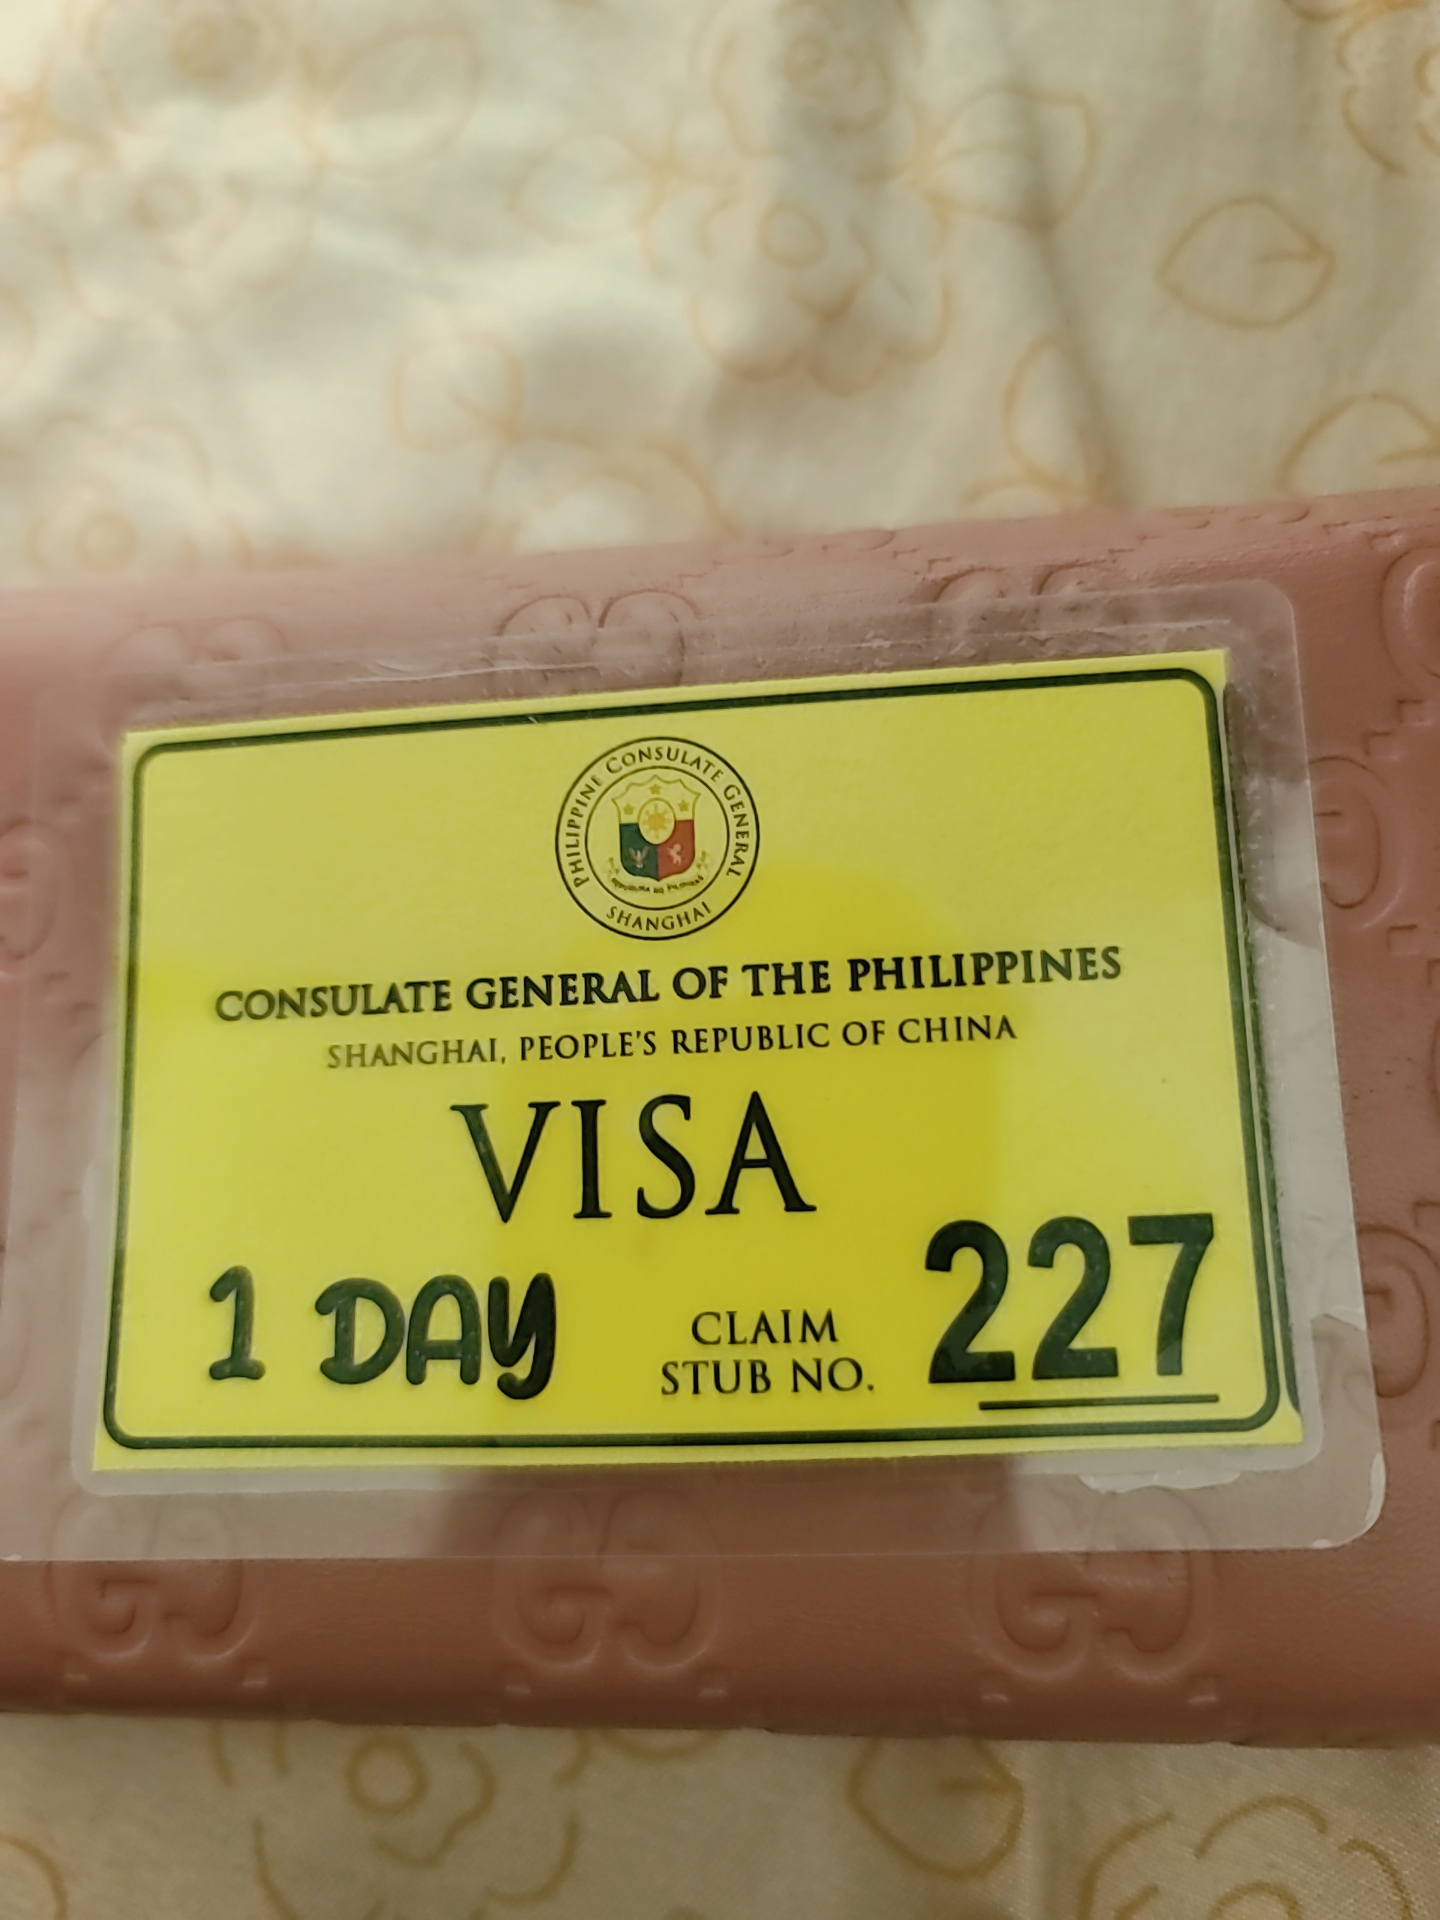 PHILIPPINE CONSULATE GENERAL
SHANGHAI
CONSULATE GENERAL OF THE PHILIPPINES
SHANGHAI, PEOPLE'S REPUBLIC OF CHINA
VISA
1 DAY
CLAIM
STUB NO.
227